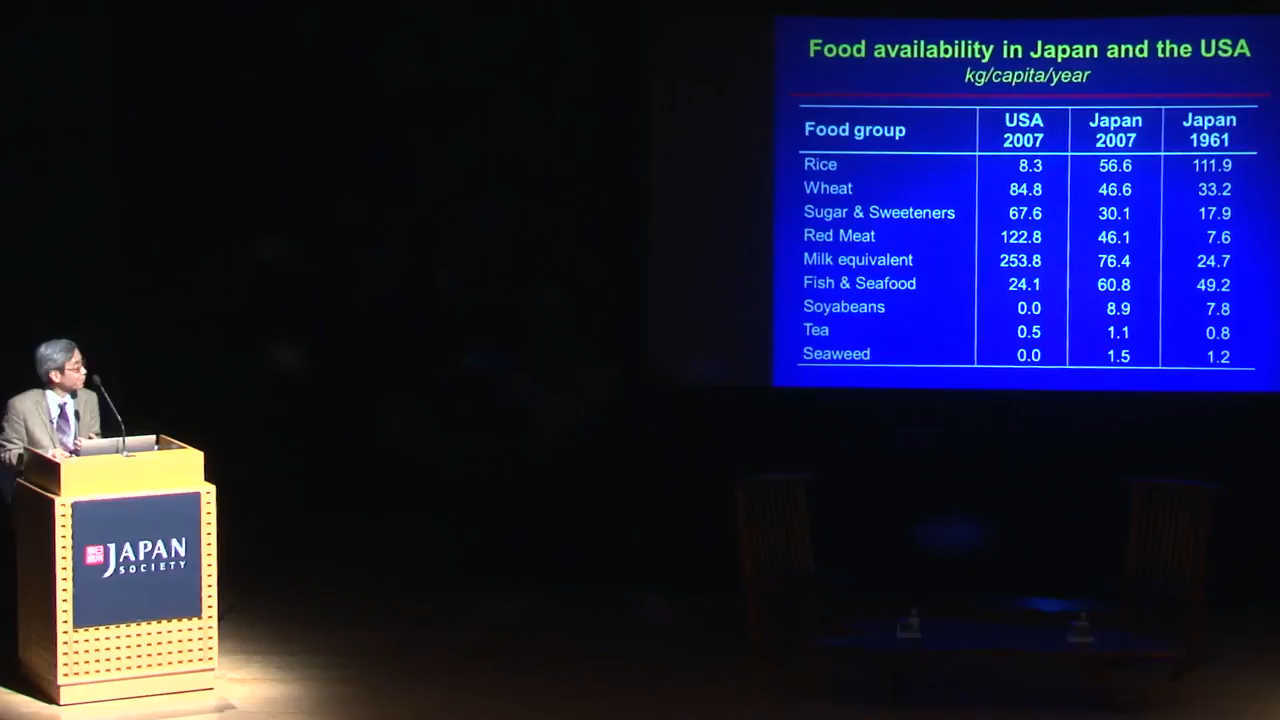 Food availability in Japan and the USA
kg/capita/year
Food group USA 2007 Japan 2007 Japan 1961
Rice 8.3 56.6 111.9
Wheat 84.8 46.6 33.2
Sugar & Sweeteners 67.6 30.1 17.9
Red Meat 122.8 46.1 7.6
Milk equivalent 253.8 76.4 24.7
Fish & Seafood 24.1 60.8 49.2
Soyabeans 0.0 8.9 7.8
Tea 0.5 1.1 0.8
Seaweed 0.0 1.5 1.2
JAPAN
SOCIETY